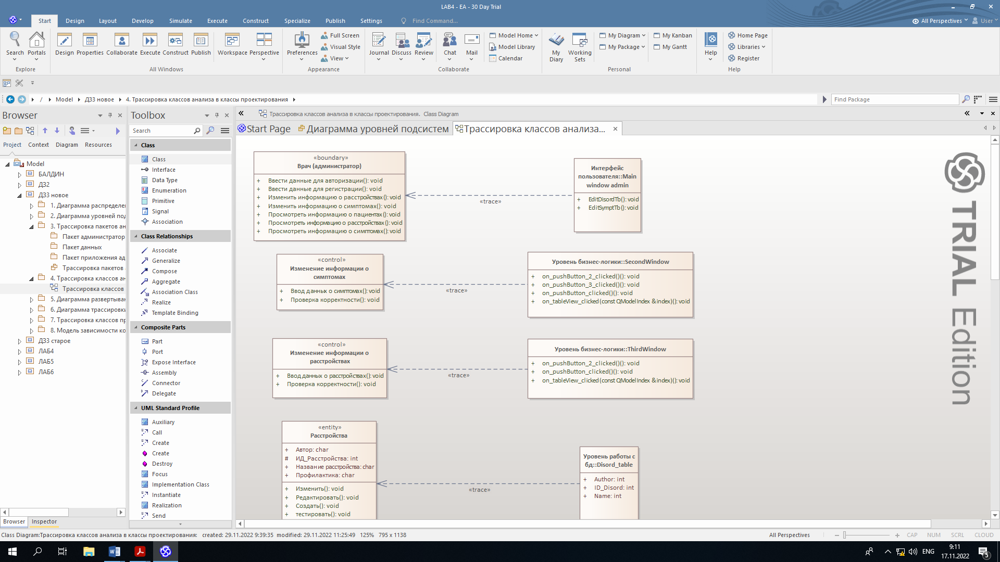 LAB4 - EA - 30 Day Trial
Start
Design
Layout
Develop
Simulate
Execute
Construct
Specialize
Publish
Settings
Find Command...
All Perspectives
User
Search
Portals
Design
Properties
Collaborate
Execute
Construct
Publish
Workspace
Perspective
Preferences
Full Screen
Visual Style
View
Journal
Discuss
Review
Chat
Mail
Model Home
Model Library
Calendar
My Diary
Working Sets
My Diagram
My Package
My Kanban
My Gantt
Help
Home Page
Libraries
Register
Explore
All Windows
Appearance
Collaborate
Personal
Help
/ Model ДЗ3 новое 4. Трассировка классов анализа в классы проектирования
Find Package
Browser
Project
Context
Diagram
Resources
Model
БАЛДИН
ДЗ2
ДЗ3 новое
1. Диаграмма распределе
2. Диаграмма уровней под
3. Трассировка пакетов ан
Пакет администратор
Пакет данных
Пакет приложения ад
Трассировка пакетов
4. Трассировка классов ан
Трассировка классов
5. Диаграмма развертыван
6. Диаграмма трассировки
7. Трассировка классов пр
8. Модель зависимости ко
ДЗ3 старое
ЛАБ4
ЛАБ5
ЛАБ6
Browser
Inspector
Toolbox
Search
Class
Class
Interface
Data Type
Enumeration
Primitive
Signal
Association
Class Relationships
Associate
Generalize
Compose
Aggregate
Association Class
Realize
Template Binding
Composite Parts
Part
Port
Expose Interface
Assembly
Connector
Delegate
UML Standard Profile
Auxiliary
Call
Create
Create
Destroy
Focus
Implementation Class
Instantiate
Realization
Send
Трассировка классов анализа в классы проектирования. Class Diagram
Start Page
Диаграмма уровней подсистем
Трассировка классов анализа...
«boundary»
Врач (администратор)
+ Ввести данные для авторизации(): void
+ Ввести данные для регистрации(): void
+ Изменить информацию о расстройствах(): void
+ Изменить информацию о симптомах(): void
+ Просмотреть информацию о пациентах(): void
+ Просмотреть информацию о расстройствах(): void
+ Просмотреть информацию о симптомах(): void
«trace»
Интерфейс
пользователя::Main
window admin
+ EditDisordTb(): void
+ EditSymptTb(): void
«control»
Изменение информации о
симптомах
+ Ввод данных о симптомах(): void
+ Проверка корректности(): void
«trace»
Уровень бизнес-логики::SecondWindow
+ on_pushButton_2_clicked()(): void
+ on_pushButton_3_clicked()(): void
+ on_pushButton_clicked()(): void
+ on_tableView_clicked(const QModelIndex &index)(): void
«control»
Изменение информации о
расстройствах
+ Ввод данных о расстройствах(): void
+ Проверка корректности(): void
«trace»
Уровень бизнес-логики::ThirdWindow
+ on_pushButton_2_clicked()(): void
+ on_pushButton_clicked()(): void
+ on_tableView_clicked(const QModelIndex &index)(): void
«entity»
Расстройства
+ Автор: char
# ИД_Расстройства: int
+ Название расстройства: char
+ Профилактика: char
+ Изменить(): void
+ Редактировать(): void
+ Создать(): void
+ тестировать(): void
«trace»
Уровень работы с
бд::Disord_table
+ Author: int
+ ID_Disord: int
+ Name: int
TRIAL Edition
Class Diagram:Трассировка классов анализа в классы проектирования: created: 29.11.2022 9:39:35 modified: 29.11.2022 11:25:49 125% 795 x 1138
All Perspectives
CAP
NUM
SCRL
CLOUD
ENG
9:11
17.11.2022
5